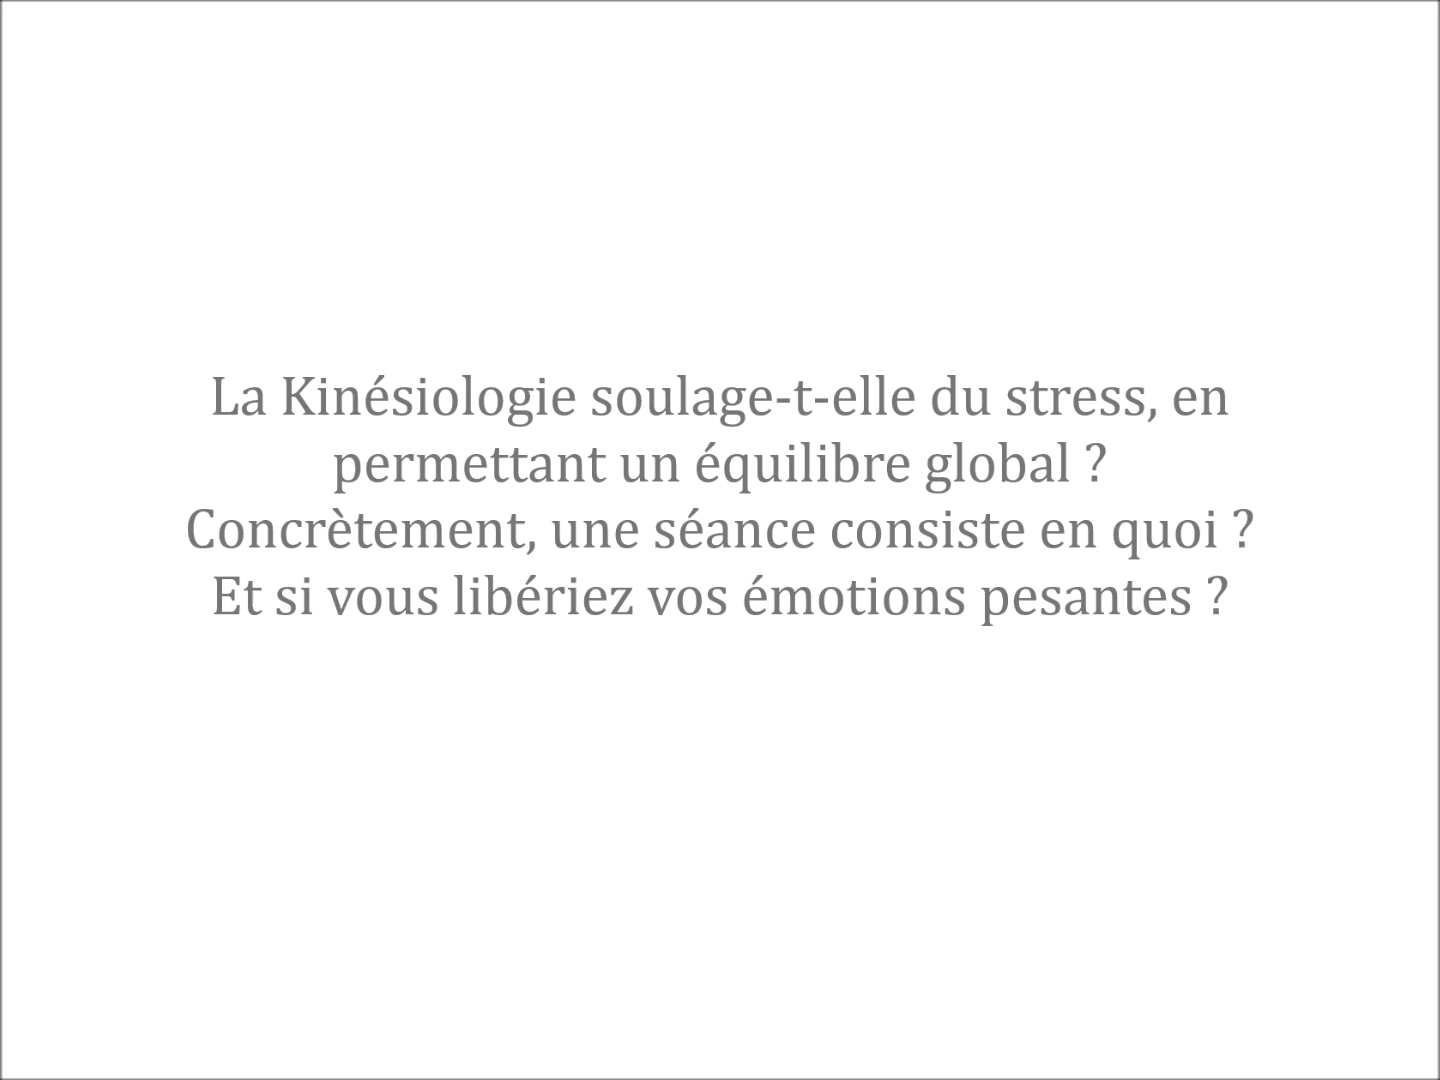 La Kinésiologie soulage-t-elle du stress, en
permettant un équilibre global ?
Concrètement, une séance consiste en quoi ?
Et si vous libériez vos émotions pesantes ?